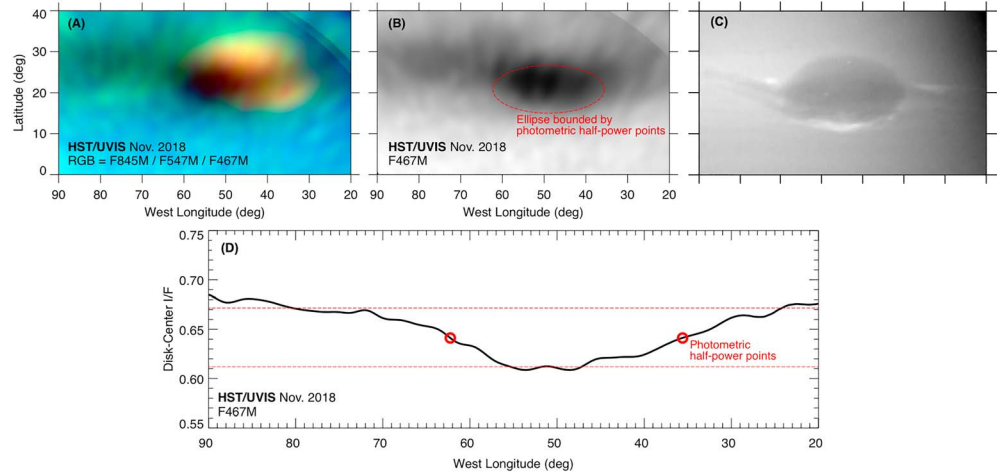 (A)
40
30
20
10
0
Latitude (deg)
HST/UVIS Nov. 2018
RGB = F845M / F547M / F467M
90 80 70 60 50 40 30 20
West Longitude (deg)
(B)
Ellipse bounded by
photometric half-power points
HST/UVIS Nov. 2018
F467M
90 80 70 60 50 40 30 20
West Longitude (deg)
(C)
(D)
0.75
0.70
0.65
0.60
0.55
Disk-Center I/F
Photometric
half-power points
HST/UVIS Nov. 2018
F467M
90 80 70 60 50 40 30 20
West Longitude (deg)